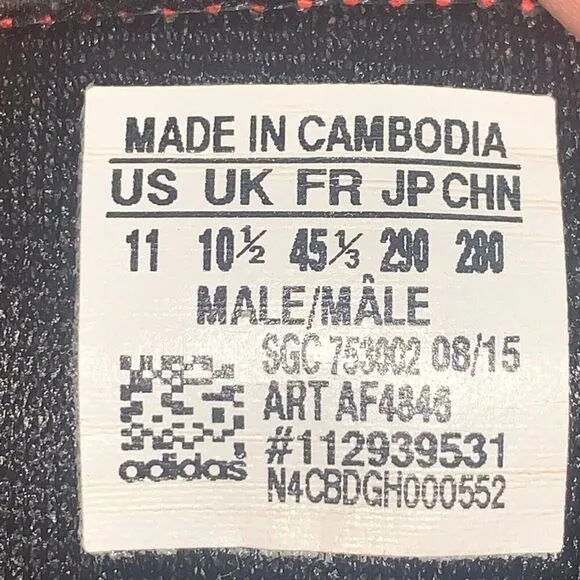 MADE IN CAMBODIA
US UK FR JP CHN
11 10½ 45⅓ 290 280
MALE/MÂLE
SGC 753002 08/15
ART AF4846
#112939531
adidas
N4CBDGH000552